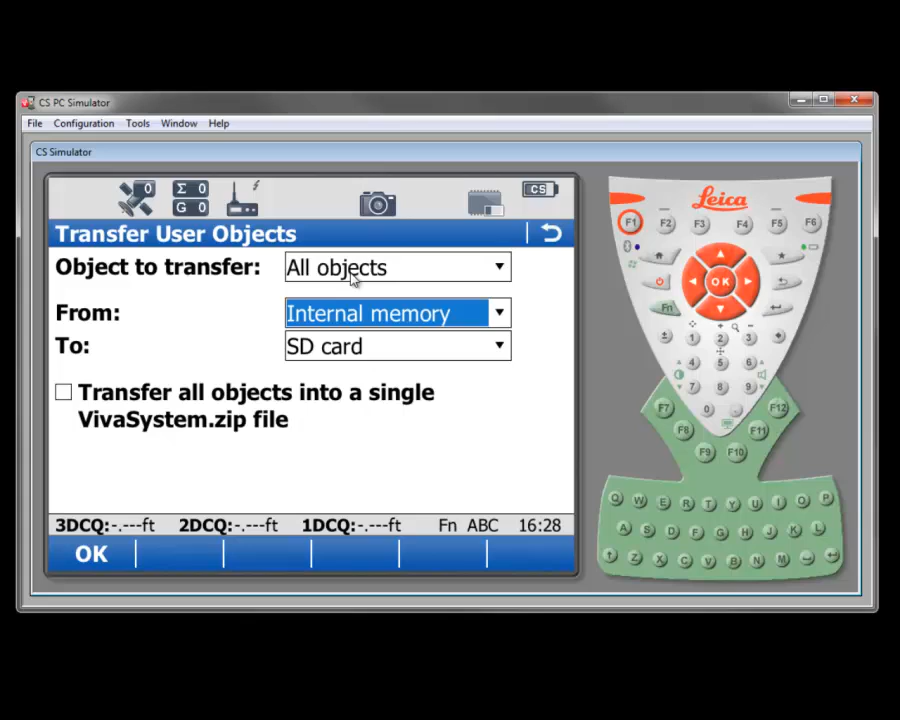 CS PC Simulator
File Configuration Tools Window Help
CS Simulator
0
Σ 0
G 0
CS
Transfer User Objects
Object to transfer: All objects
From: Internal memory
To: SD card
Transfer all objects into a single
VivaSystem.zip file
3DCQ:-.---ft 2DCQ:-.---ft 1DCQ:-.---ft Fn ABC 16:28
OK
Leica
F1 F2 F3 F4 F5 F6
OK
Fn
1 2 3
4 5 6
7 8 9
0 .
F7 F12
F8 F11
F9 F10
Q W E R T Y U I O P
A S D F G H J K L
Z X C V B N M